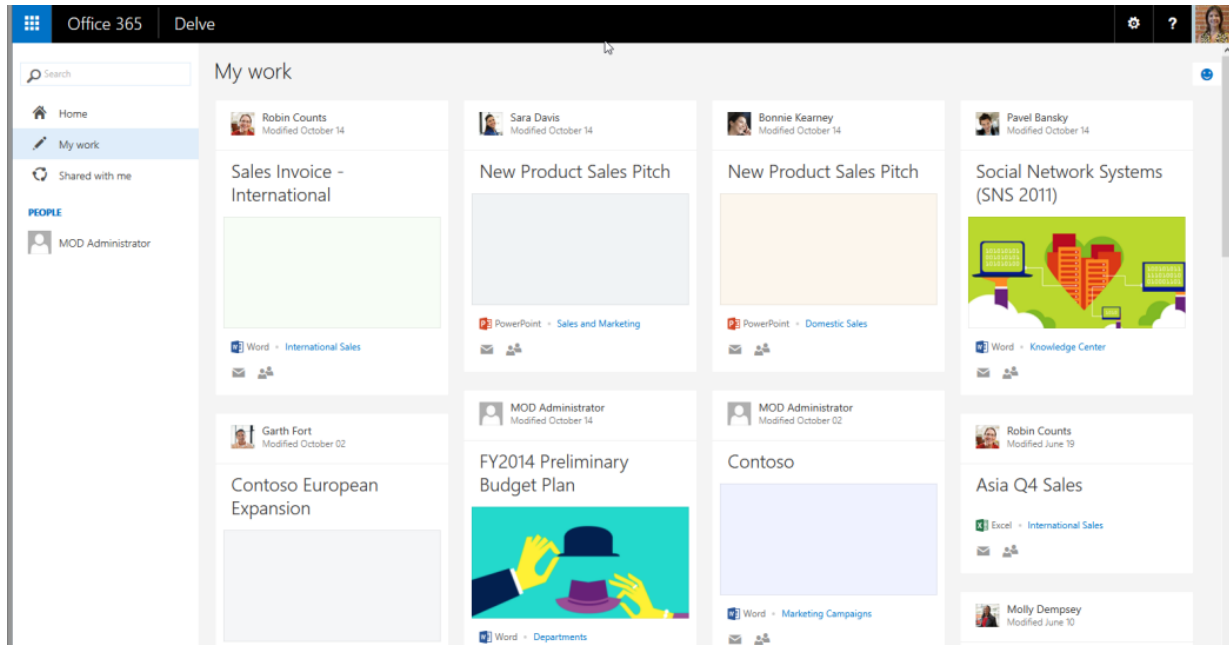 Office 365
Delve
?
Search
Home
My work
Shared with me
PEOPLE
MOD Administrator
My work
Robin Counts
Modified October 14
Sales Invoice -
International
Word • International Sales
Sara Davis
Modified October 14
New Product Sales Pitch
PowerPoint • Sales and Marketing
Bonnie Kearney
Modified October 14
New Product Sales Pitch
PowerPoint • Domestic Sales
Pavel Bansky
Modified October 14
Social Network Systems
(SNS 2011)
Word • Knowledge Center
Garth Fort
Modified October 02
Contoso European
Expansion
MOD Administrator
Modified October 14
FY2014 Preliminary
Budget Plan
Word • Departments
MOD Administrator
Modified October 02
Contoso
Word • Marketing Campaigns
Robin Counts
Modified June 19
Asia Q4 Sales
Excel • International Sales
Molly Dempsey
Modified June 10